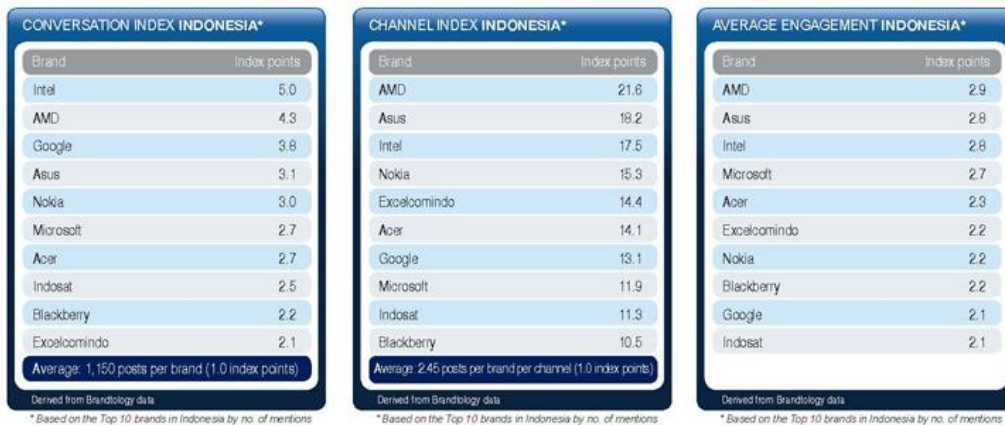 CONVERSATION INDEX INDONESIA*
Brand Index points
Intel 5.0
AMD 4.3
Google 3.8
Asus 3.1
Nokia 3.0
Microsoft 2.7
Acer 2.7
Indosat 2.5
Blackberry 2.2
Excelcomindo 2.1
Average: 1,150 posts per brand (1.0 index points)
Derived from Brandtology data
* Based on the Top 10 brands in Indonesia by no. of mentions
CHANNEL INDEX INDONESIA*
Brand Index points
AMD 21.6
Asus 18.2
Intel 17.5
Nokia 15.3
Excelcomindo 14.4
Acer 14.1
Google 13.1
Microsoft 11.9
Indosat 11.3
Blackberry 10.5
Average: 2.45 posts per brand per channel (1.0 index points)
Derived from Brandtology data
* Based on the Top 10 brands in Indonesia by no. of mentions
AVERAGE ENGAGEMENT INDONESIA*
Brand Index points
AMD 2.9
Asus 2.8
Intel 2.8
Microsoft 2.7
Acer 2.3
Excelcomindo 2.2
Nokia 2.2
Blackberry 2.2
Google 2.1
Indosat 2.1
Derived from Brandtology data
* Based on the Top 10 brands in Indonesia by no. of mentions